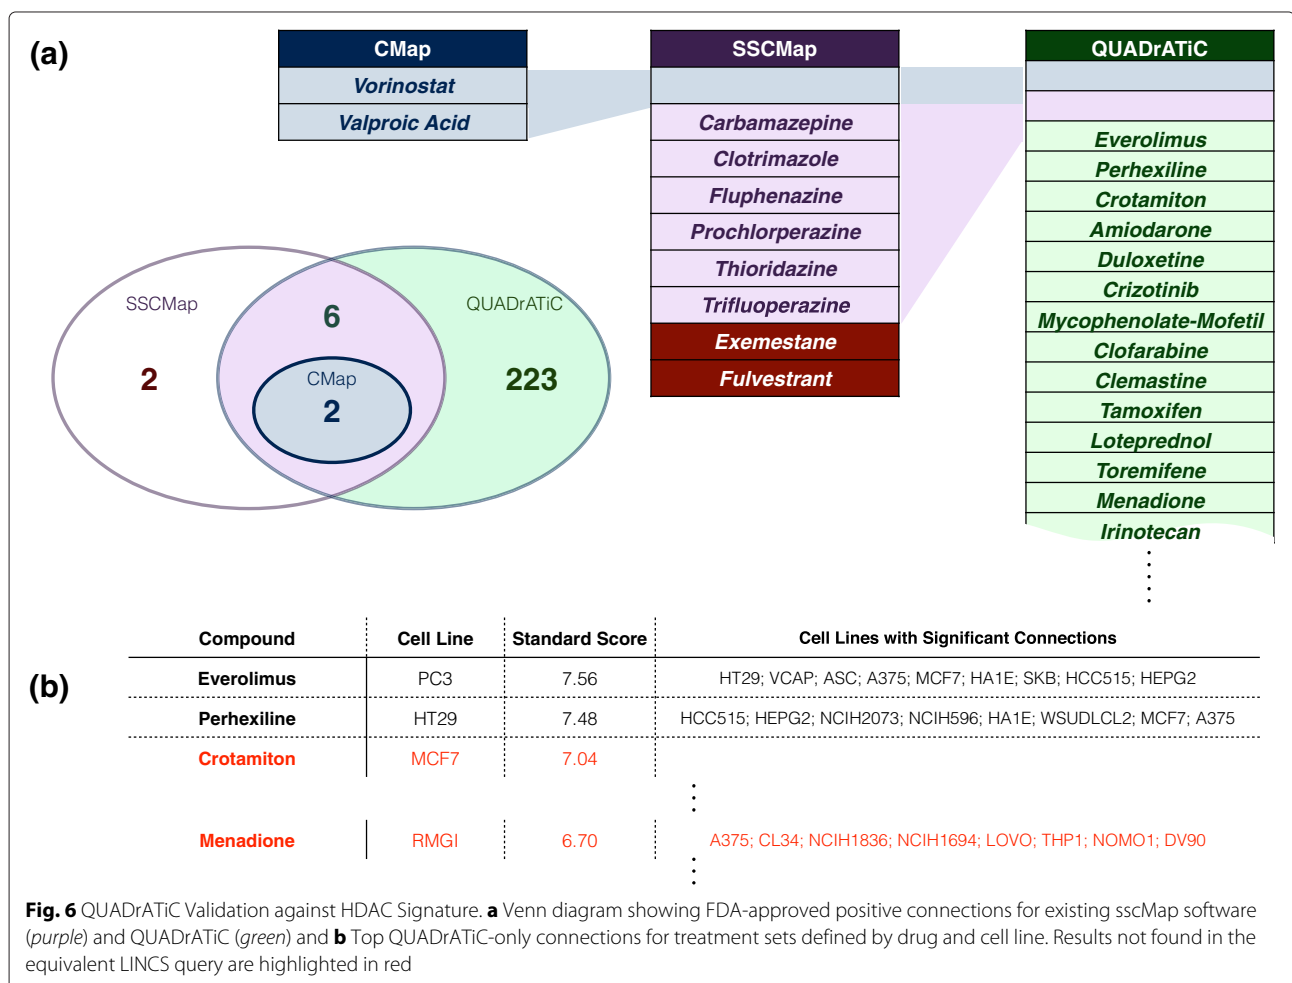 (a)
CMap
Vorinostat
Valproic Acid
SSCMap
Carbamazepine
Clotrimazole
Fluphenazine
Prochlorperazine
Thioridazine
Trifluoperazine
Exemestane
Fulvestrant
QUADrATiC
Everolimus
Perhexiline
Crotamiton
Amiodarone
Duloxetine
Crizotinib
Mycophenolate-Mofetil
Clofarabine
Clemastine
Tamoxifen
Loteprednol
Toremifene
Menadione
Irinotecan
SSCMap
2
6
CMap
2
QUADrATiC
223
(b)
Compound Cell Line Standard Score Cell Lines with Significant Connections
Everolimus PC3 7.56 HT29; VCAP; ASC; A375; MCF7; HA1E; SKB; HCC515; HEPG2
Perhexiline HT29 7.48 HCC515; HEPG2; NCIH2073; NCIH596; HA1E; WSUDLCL2; MCF7; A375
Crotamiton MCF7 7.04
Menadione RMGI 6.70 A375; CL34; NCIH1836; NCIH1694; LOVO; THP1; NOMO1; DV90
Fig. 6 QUADrATiC Validation against HDAC Signature. a Venn diagram showing FDA-approved positive connections for existing sscMap software
(purple) and QUADrATiC (green) and b Top QUADrATiC-only connections for treatment sets defined by drug and cell line. Results not found in the
equivalent LINCS query are highlighted in red